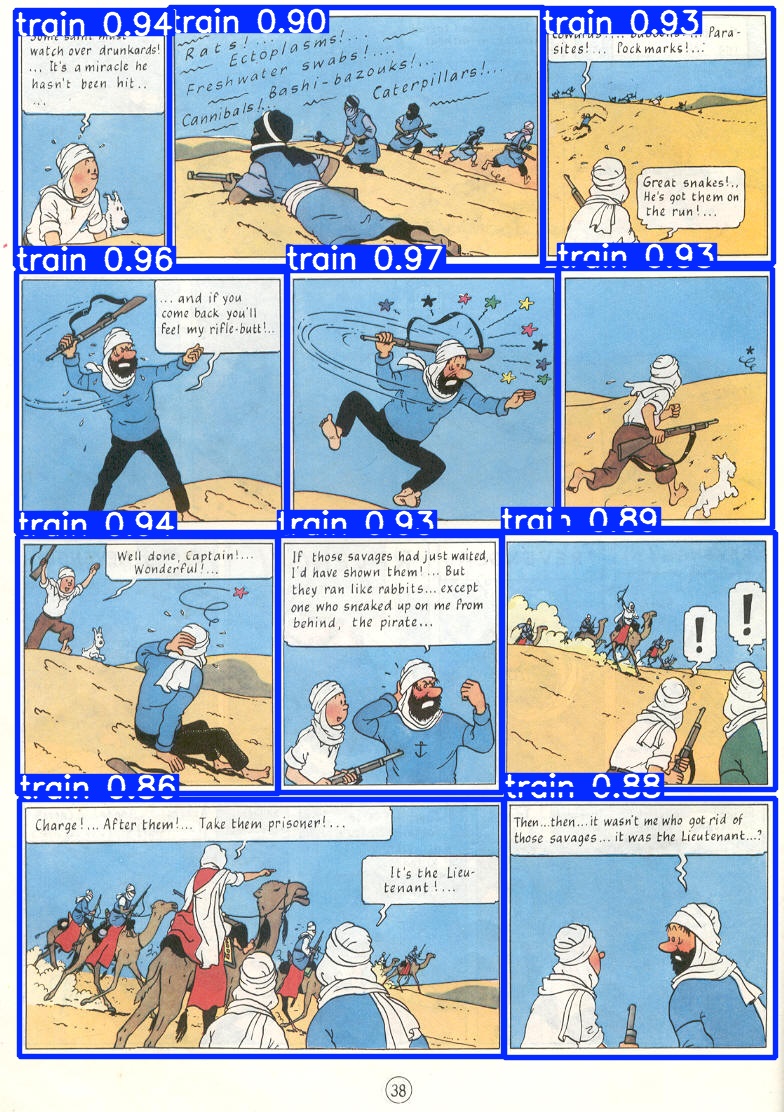 train 0.94
watch over drunkards!
... It's a miracle he
hasn't been hit..
...
train 0.90
Rats!....
Ectoplasms!...
Freshwater swabs!....
Bashi-bazouks!...
Cannibals!..
Caterpillars!...
train 0.93
Para-
sites!... Pockmarks!...
Great snakes!..
He's got them on
the run!...
train 0.96
... and if you
come back you'll
feel my rifle-butt!..
train 0.97
train 0.93
train 0.94
Well done, Captain!...
Wonderful!...
train 0.93
If those savages had just waited,
I'd have shown them!... But
they ran like rabbits... except
one who sneaked up on me from
behind, the pirate...
train 0.89
!
!
train 0.86
Charge!... After them!... Take them prisoner!...
It's the Lieu-
tenant!...
train 0.88
Then...then...it wasn't me who got rid of
those savages... it was the Lieutenant...?
38